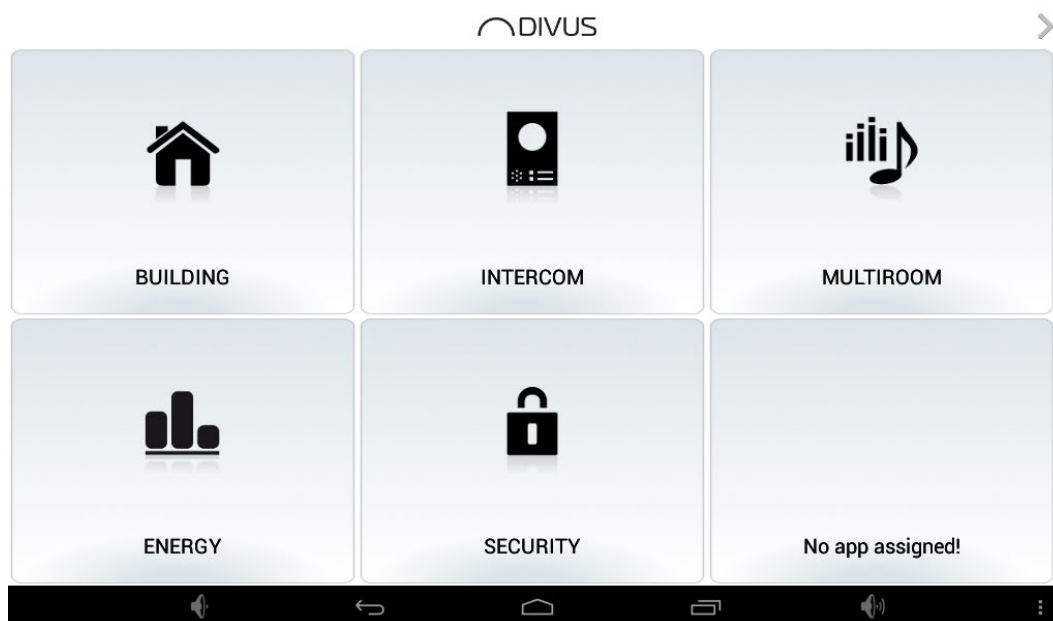 DIVUS
BUILDING
INTERCOM
MULTIROOM
ENERGY
SECURITY
No app assigned!